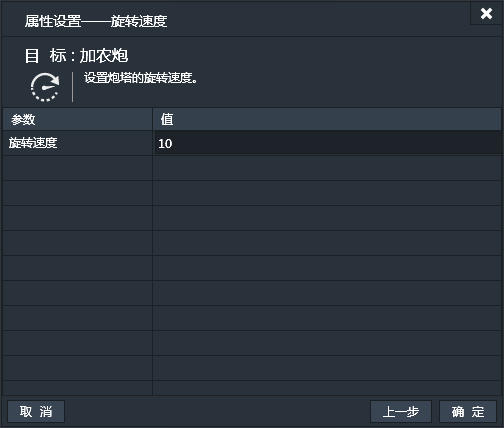 属性设置——旋转速度
目 标：加农炮
设置炮塔的旋转速度。
参数 值
旋转速度 10
取 消 上一步 确 定